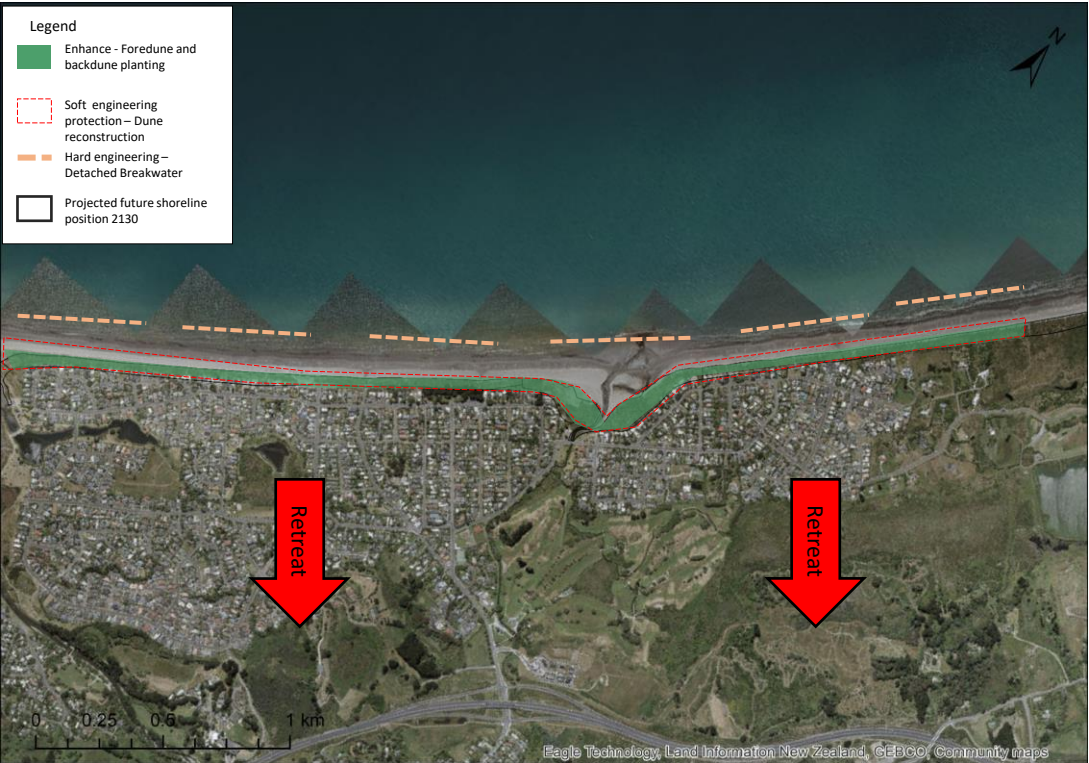 Legend
Enhance - Foredune and
backdune planting
Soft engineering
protection – Dune
reconstruction
Hard engineering –
Detached Breakwater
Projected future shoreline
position 2130
N
Retreat
Retreat
0 0.25 0.5 1 km
Eagle Technology, Land Information New Zealand, GEBCO, Community maps